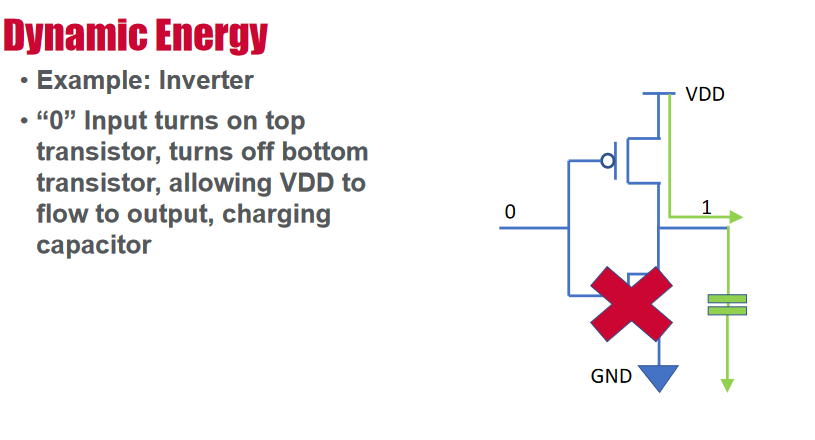 Dynamic Energy
• Example: Inverter
• “0” Input turns on top
transistor, turns off bottom
transistor, allowing VDD to
flow to output, charging
capacitor
VDD
0
1
GND